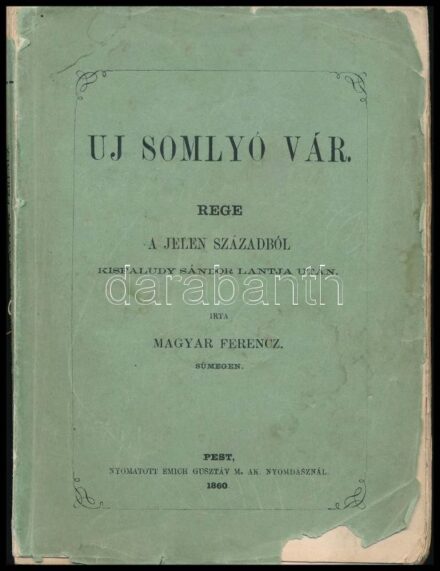 UJ SOMLYÓ VÁR.
REGE
A JELEN SZÁZADBÓL
KISFALUDY SÁNDOR LANTJA UTÁN.
darabanth
IRTA
MAGYAR FERENCZ.
SÜMEGEN.
PEST,
NYOMATOTT EMICH GUSZTÁV M. AK. NYOMDÁSZNÁL.
1860